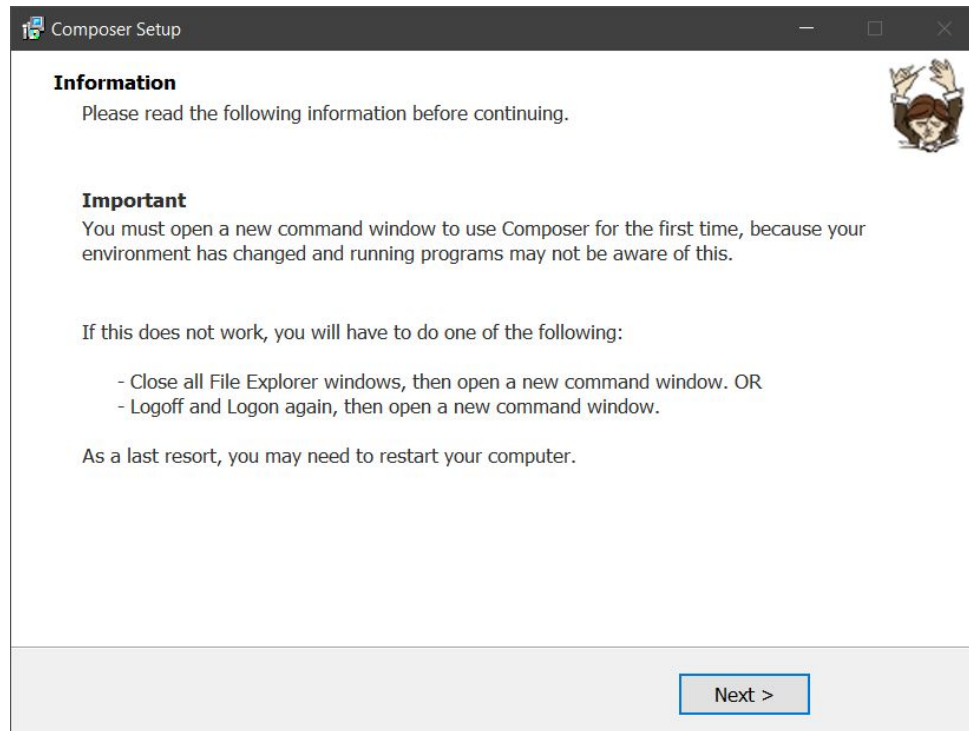 Composer Setup
Information
Please read the following information before continuing.
Important
You must open a new command window to use Composer for the first time, because your
environment has changed and running programs may not be aware of this.
If this does not work, you will have to do one of the following:
- Close all File Explorer windows, then open a new command window. OR
- Logoff and Logon again, then open a new command window.
As a last resort, you may need to restart your computer.
Next >